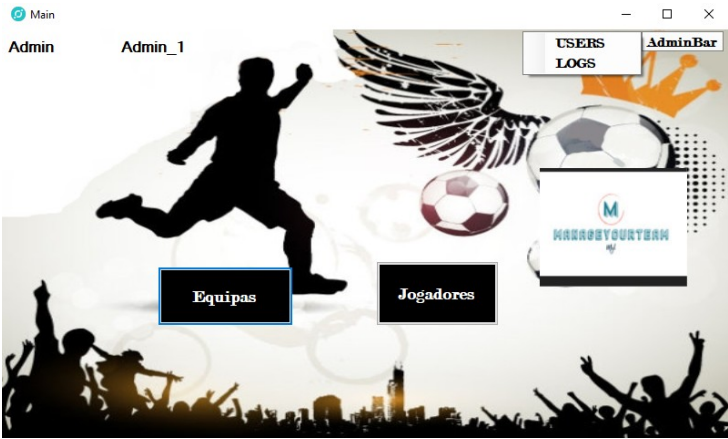 Main
Admin
Admin_1
USERS
LOGS
AdminBar
M
MANAGEYOURTEAM
Equipas
Jogadores